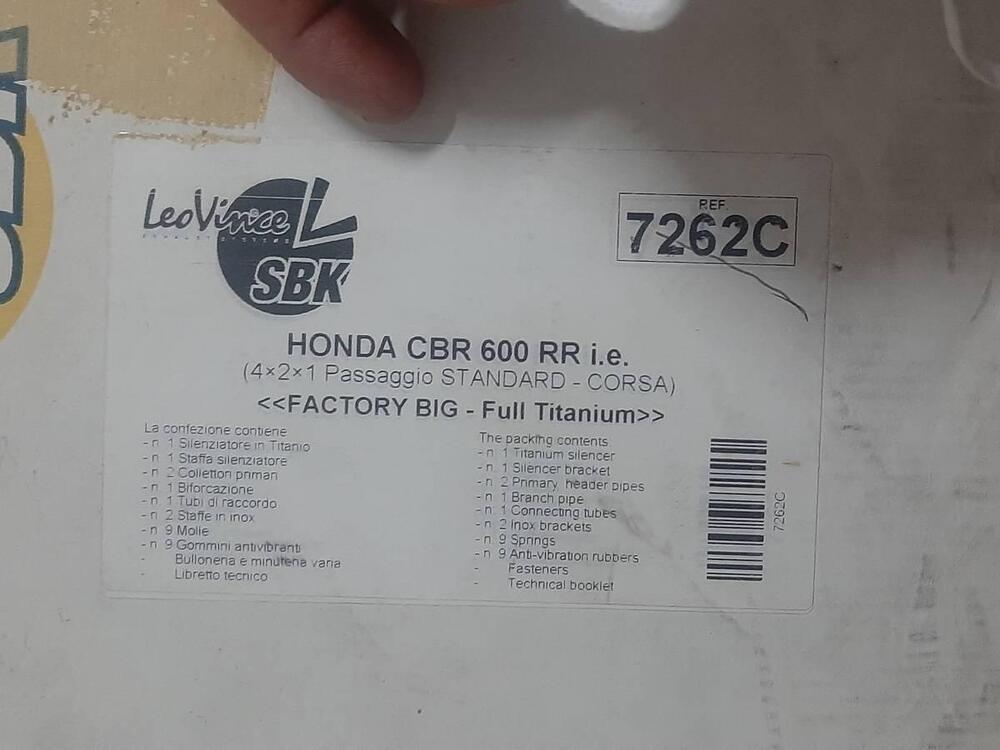 LeoVince
EXHAUST SYSTEMS
SBK
REF.
7262C
HONDA CBR 600 RR i.e.
(4×2×1 Passaggio STANDARD - CORSA)
<<FACTORY BIG - Full Titanium>>
La confezione contiene
- n 1 Silenziatore in Titanio
- n 1 Staffa silenziatore
- n 2 Collettori primari
- n 1 Biforcazione
- n 1 Tubi di raccordo
- n 2 Staffe in inox
- n 9 Molle
- n 9 Gommini antivibranti
- Bulloneria e minuteria varia
- Libretto tecnico
The packing contents:
- n 1 Titanium silencer
- n 1 Silencer bracket
- n 2 Primary header pipes
- n 1 Branch pipe
- n 1 Connecting tubes
- n 2 Inox brackets
- n 9 Springs
- n 9 Anti-vibration rubbers
- Fasteners
- Technical booklet
7262C